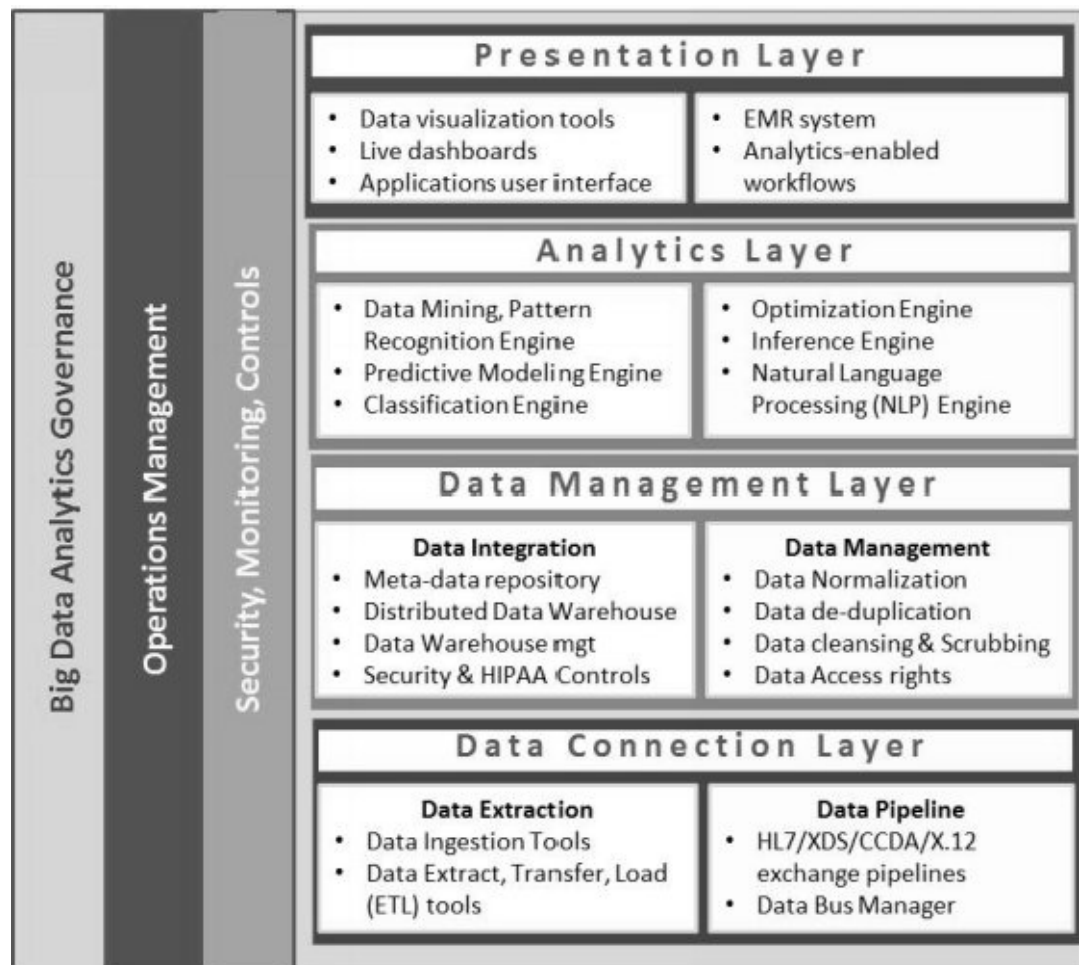 Big Data Analytics Governance
Operations Management
Security, Monitoring, Controls
Presentation Layer
• Data visualization tools
• Live dashboards
• Applications user interface
• EMR system
• Analytics-enabled
workflows
Analytics Layer
• Data Mining, Pattern
Recognition Engine
• Predictive Modeling Engine
• Classification Engine
• Optimization Engine
• Inference Engine
• Natural Language
Processing (NLP) Engine
Data Management Layer
Data Integration
• Meta-data repository
• Distributed Data Warehouse
• Data Warehouse mgt
• Security & HIPAA Controls
Data Management
• Data Normalization
• Data de-duplication
• Data cleansing & Scrubbing
• Data Access rights
Data Connection Layer
Data Extraction
• Data Ingestion Tools
• Data Extract, Transfer, Load
(ETL) tools
Data Pipeline
• HL7/XDS/CCDA/X.12
exchange pipelines
• Data Bus Manager